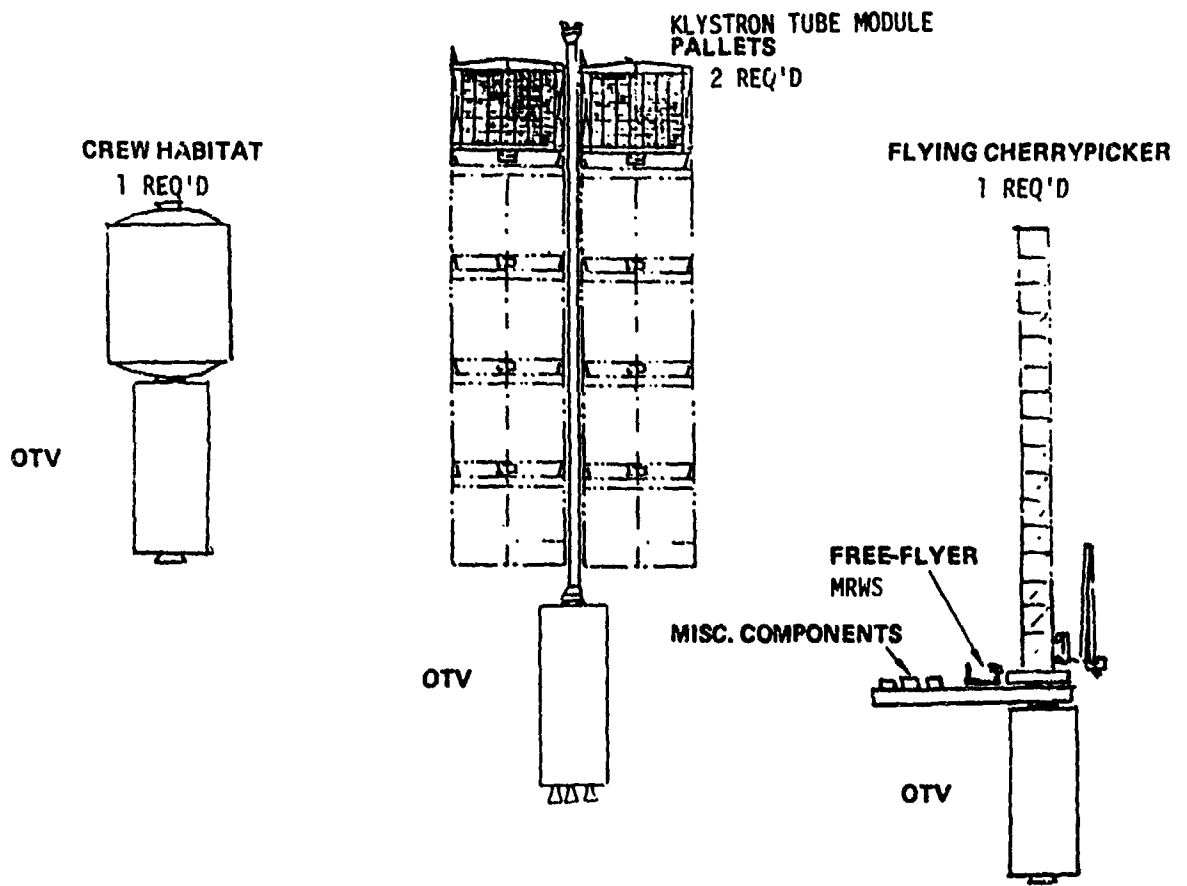 KLYSTRON TUBE MODULE
PALLETS
2 REQ'D
CREW HABITAT
1 REQ'D
FLYING CHERRYPICKER
1 REQ'D
OTV
FREE-FLYER
MRWS
MISC. COMPONENTS
OTV
OTV